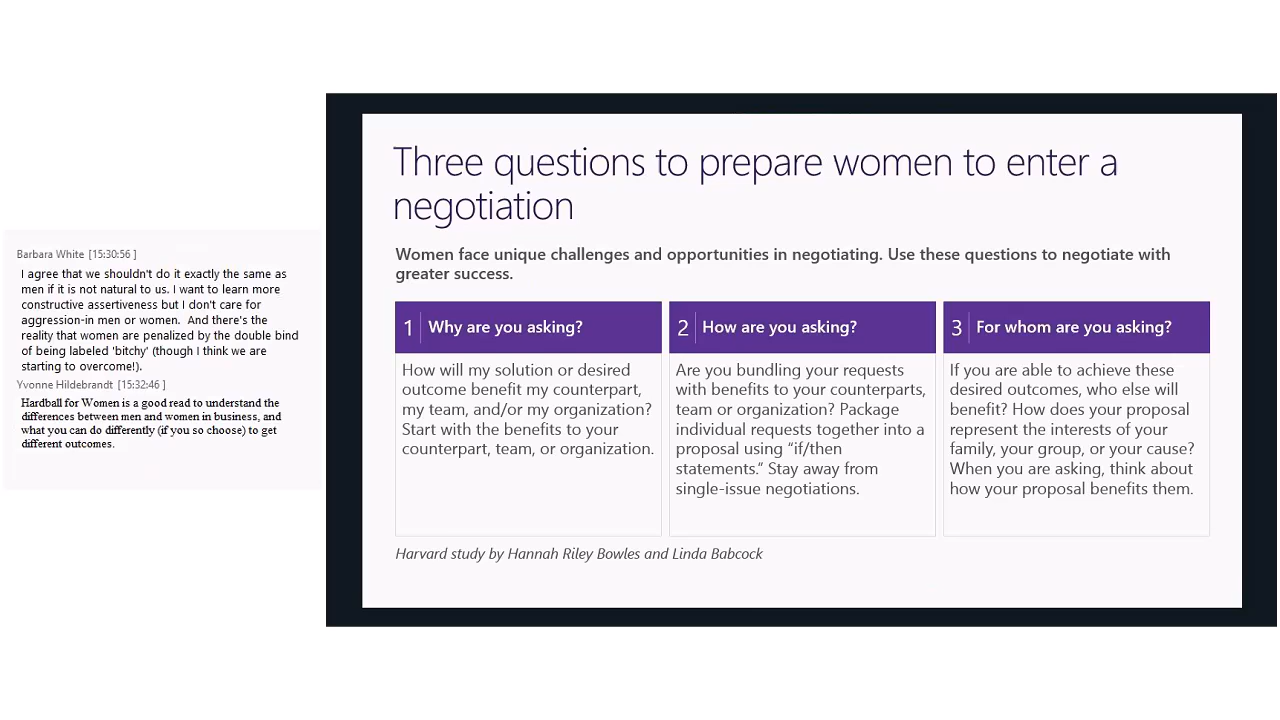 Barbara White [15:30:56 ]
I agree that we shouldn't do it exactly the same as
men if it is not natural to us. I want to learn more
constructive assertiveness but I don't care for
aggression-in men or women.  And there's the
reality that women are penalized by the double bind
of being labeled 'bitchy' (though I think we are
starting to overcome!).
Yvonne Hildebrandt [15:32:46 ]
Hardball for Women is a good read to understand the
differences between men and women in business, and
what you can do differently (if you so choose) to get
different outcomes.
Three questions to prepare women to enter a
negotiation
Women face unique challenges and opportunities in negotiating. Use these questions to negotiate with
greater success.
1 Why are you asking?
How will my solution or desired
outcome benefit my counterpart,
my team, and/or my organization?
Start with the benefits to your
counterpart, team, or organization.
2 How are you asking?
Are you bundling your requests
with benefits to your counterparts,
team or organization? Package
individual requests together into a
proposal using “if/then
statements.” Stay away from
single-issue negotiations.
3 For whom are you asking?
If you are able to achieve these
desired outcomes, who else will
benefit? How does your proposal
represent the interests of your
family, your group, or your cause?
When you are asking, think about
how your proposal benefits them.
Harvard study by Hannah Riley Bowles and Linda Babcock